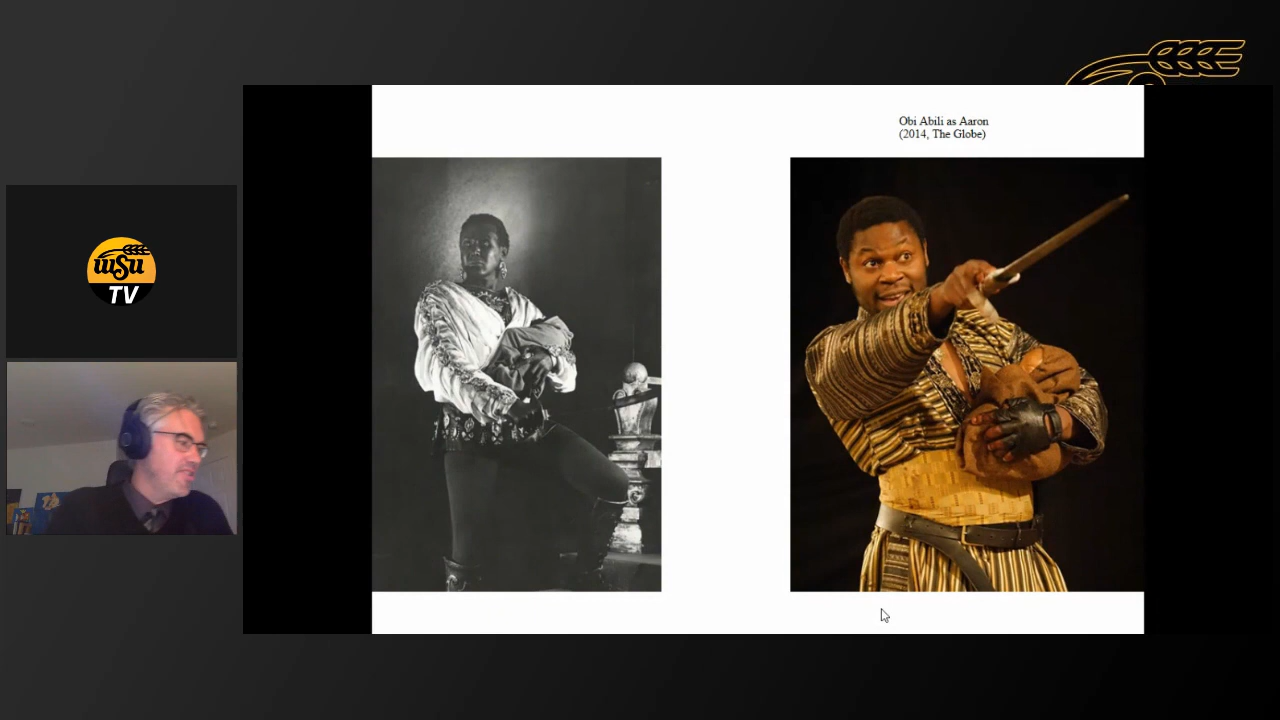 Obi Abili as Aaron
(2014, The Globe)
wsu
TV